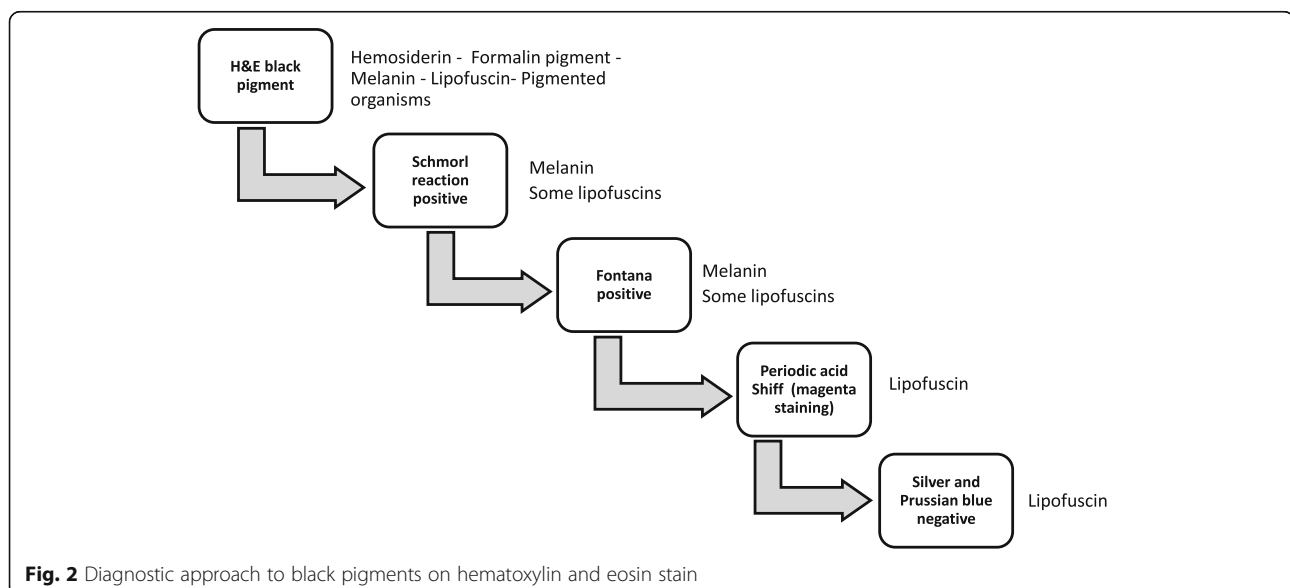 H&E black
pigment
Hemosiderin - Formalin pigment -
Melanin - Lipofuscin- Pigmented
organisms
Schmorl
reaction
positive
Melanin
Some lipofuscins
Fontana
positive
Melanin
Some lipofuscins
Periodic acid
Shiff (magenta
staining)
Lipofuscin
Silver and
Prussian blue
negative
Lipofuscin
Fig. 2 Diagnostic approach to black pigments on hematoxylin and eosin stain